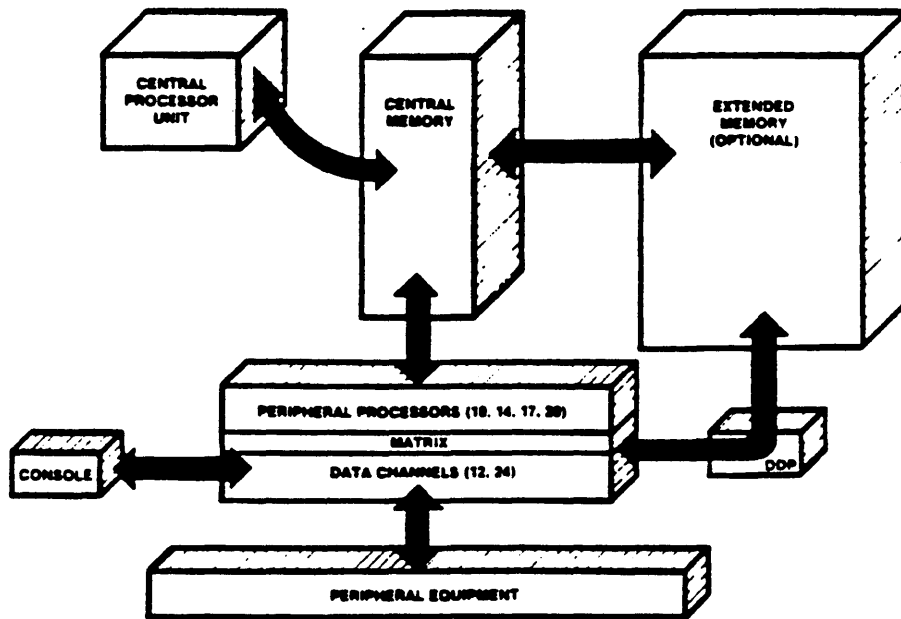 CENTRAL
PROCESSOR
UNIT
CENTRAL
MEMORY
EXTENDED
MEMORY
(OPTIONAL)
PERIPHERAL PROCESSORS (10, 14, 17, 20)
MATRIX
DATA CHANNELS (12, 24)
CONSOLE
DDP
PERIPHERAL EQUIPMENT